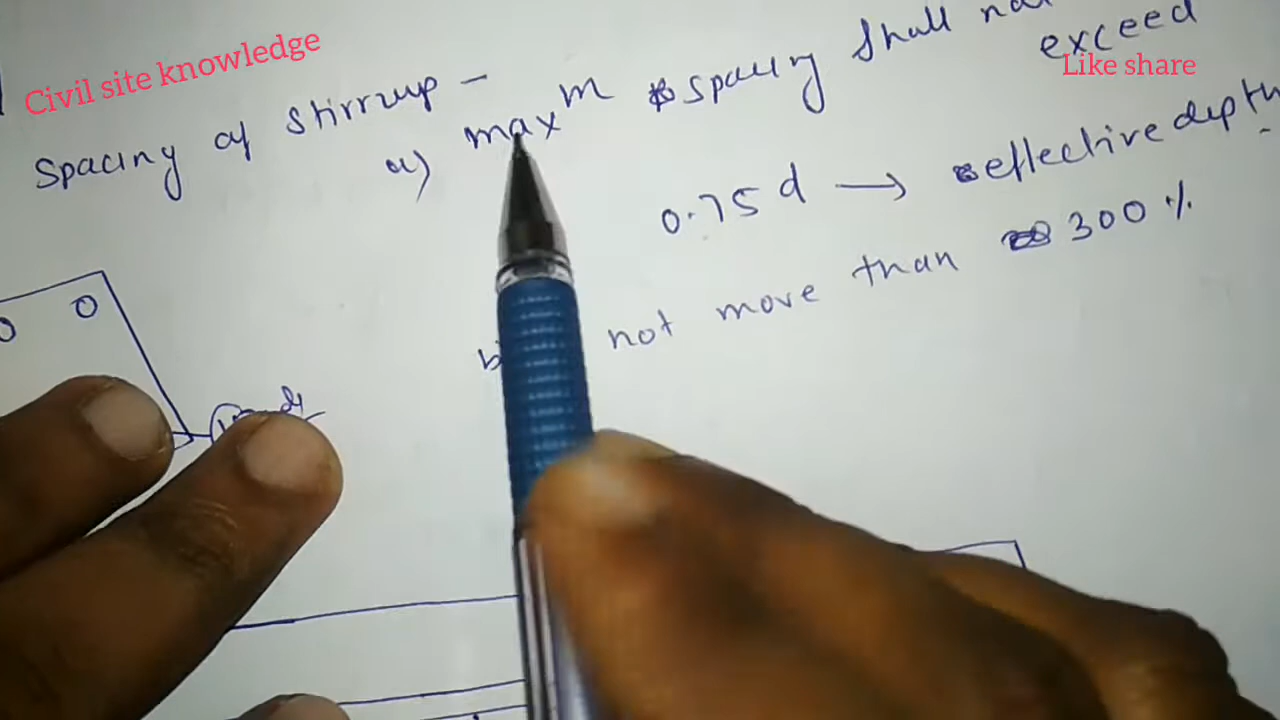 Civil site knowledge
Like share
Spacing of stirrup -
a) max m spacing shall
exceed
0.75 d → effective depth
b not more than 300 %